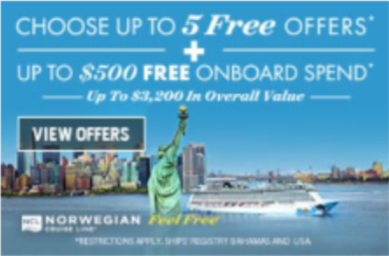 CHOOSE UP TO 5 Free OFFERS*
+
UP TO $500 FREE ONBOARD SPEND*
Up To $3,200 In Overall Value
VIEW OFFERS
NCL NORWEGIAN Feel Free
CRUISE LINE®
*RESTRICTIONS APPLY. SHIPS' REGISTRY BAHAMAS AND USA.